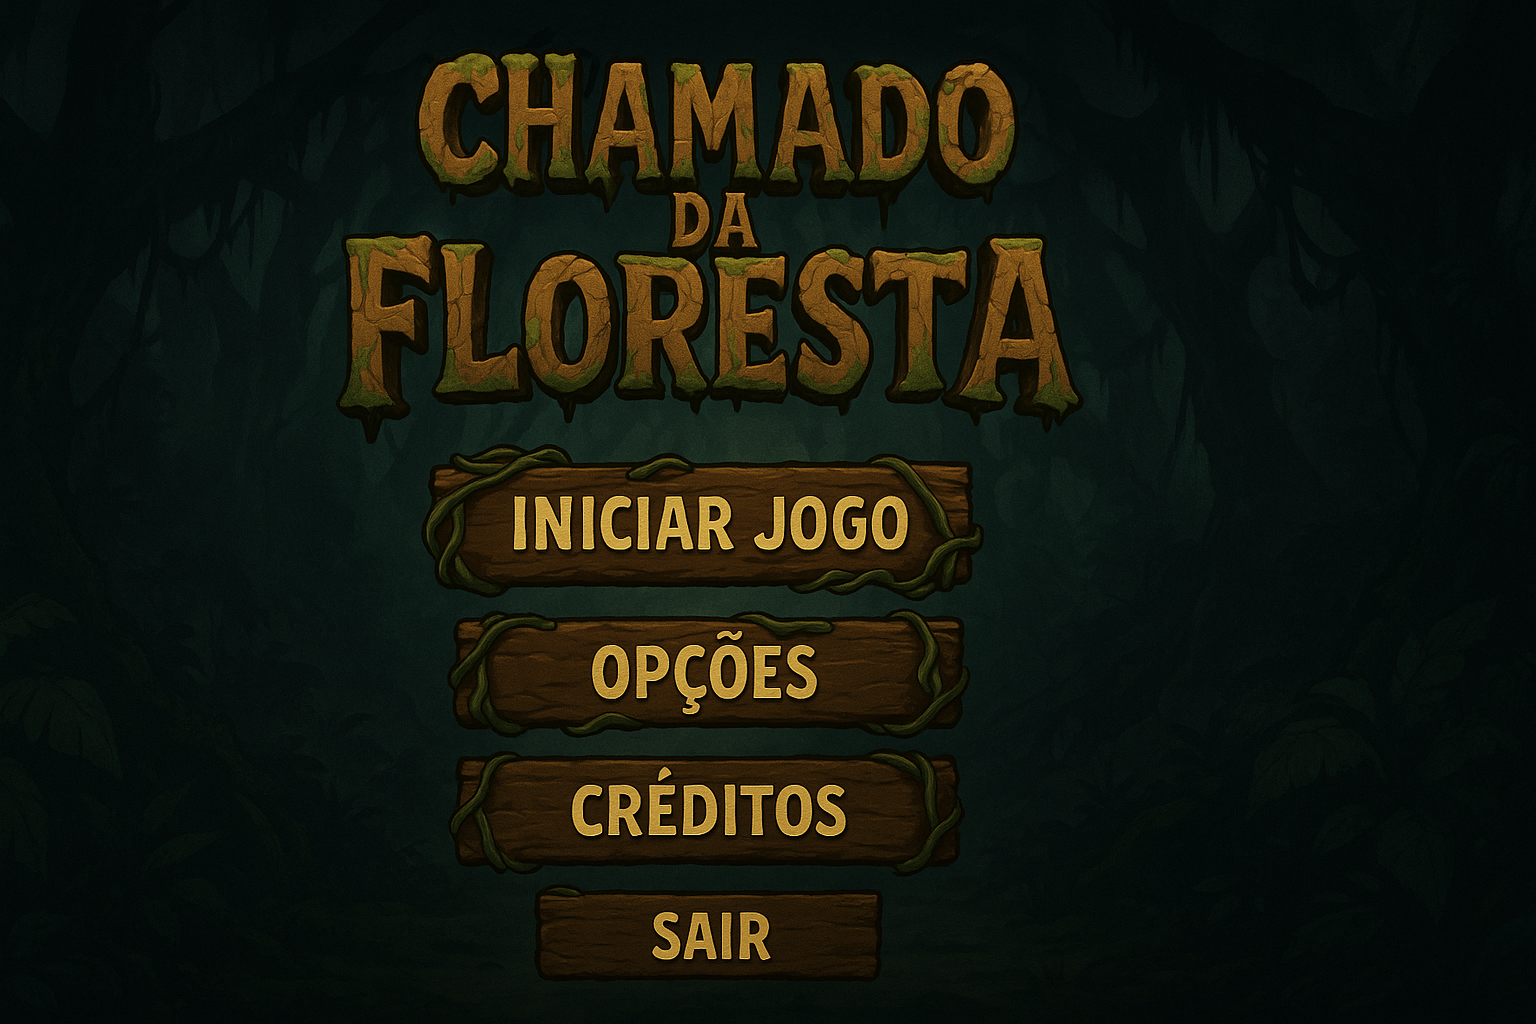 CHAMADO
DA
FLORESTA
INICIAR JOGO
OPÇÕES
CRÉDITOS
SAIR